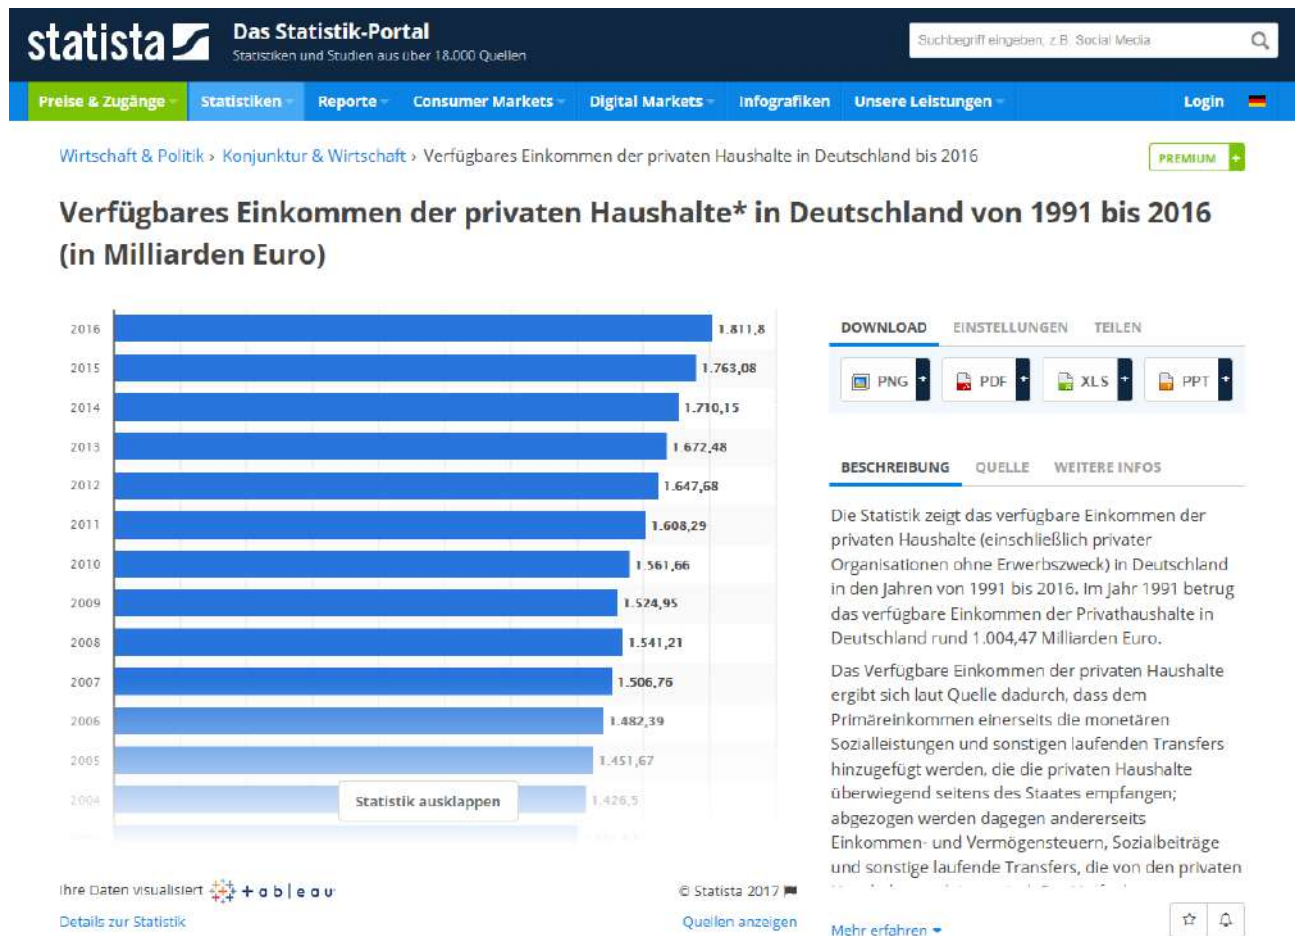 statista
Das Statistik-Portal
Statistiken und Studien aus über 18.000 Quellen
Suchbegriff eingeben, z.B. Social Media
Preise & Zugänge
Statistiken
Reporte
Consumer Markets
Digital Markets
Infografiken
Unsere Leistungen
Login
Wirtschaft & Politik › Konjunktur & Wirtschaft › Verfügbares Einkommen der privaten Haushalte in Deutschland bis 2016
PREMIUM +
Verfügbares Einkommen der privaten Haushalte* in Deutschland von 1991 bis 2016
(in Milliarden Euro)
2016 1.811,8
2015 1.763,08
2014 1.710,15
2013 1.672,48
2012 1.647,68
2011 1.608,29
2010 1.561,66
2009 1.524,95
2008 1.541,21
2007 1.506,76
2006 1.482,39
2005 1.451,67
2004 1.426,5
Statistik ausklappen
Ihre Daten visualisiert +ableau
© Statista 2017
Details zur Statistik
Quellen anzeigen
DOWNLOAD EINSTELLUNGEN TEILEN
PNG + PDF + XLS + PPT +
BESCHREIBUNG QUELLE WEITERE INFOS
Die Statistik zeigt das verfügbare Einkommen der
privaten Haushalte (einschließlich privater
Organisationen ohne Erwerbszweck) in Deutschland
in den Jahren von 1991 bis 2016. Im Jahr 1991 betrug
das verfügbare Einkommen der Privathaushalte in
Deutschland rund 1.004,47 Milliarden Euro.
Das Verfügbare Einkommen der privaten Haushalte
ergibt sich laut Quelle dadurch, dass dem
Primäreinkommen einerseits die monetären
Sozialleistungen und sonstigen laufenden Transfers
hinzugefügt werden, die die privaten Haushalte
überwiegend seitens des Staates empfangen;
abgezogen werden dagegen andererseits
Einkommen- und Vermögensteuern, Sozialbeiträge
und sonstige laufende Transfers, die von den privaten
Mehr erfahren